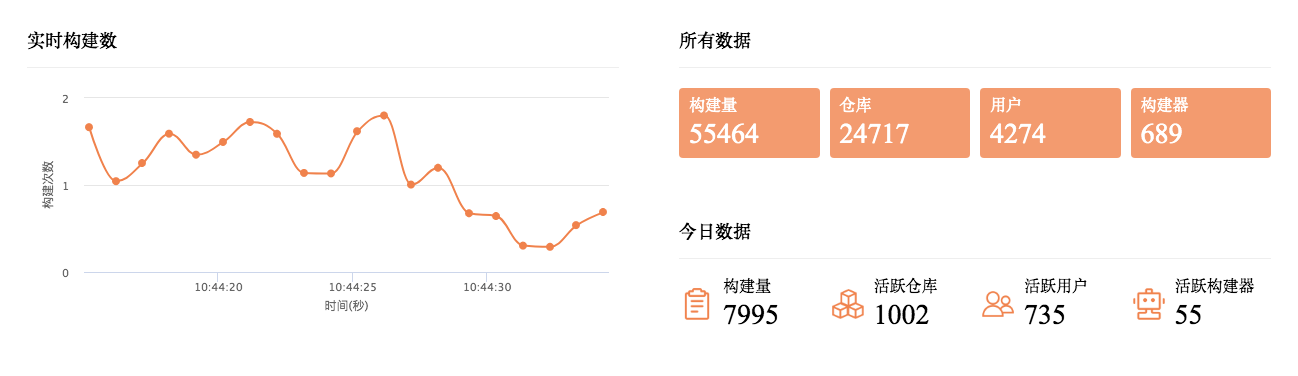 实时构建数
2
1
0
构建次数
10:44:20
10:44:25
10:44:30
时间(秒)
所有数据
构建量
55464
仓库
24717
用户
4274
构建器
689
今日数据
构建量
7995
活跃仓库
1002
活跃用户
735
活跃构建器
55